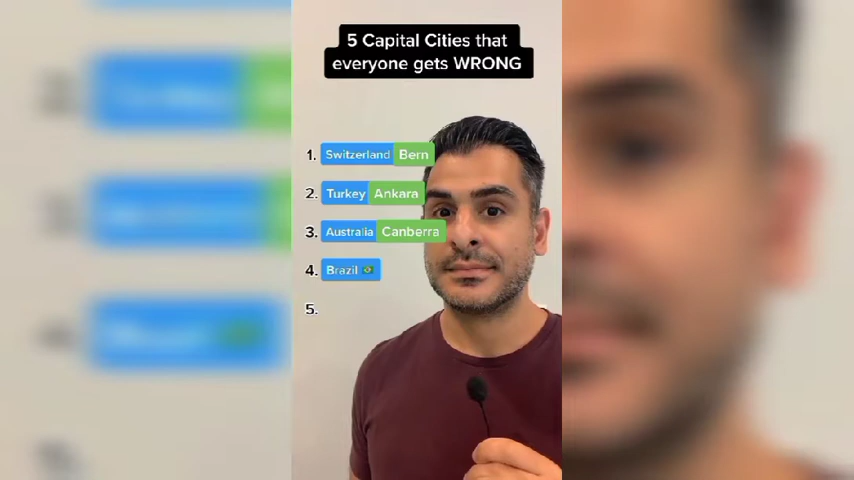 5 Capital Cities that
everyone gets WRONG
1. Switzerland Bern
2. Turkey Ankara
3. Australia Canberra
4. Brazil 🇧🇷
5.